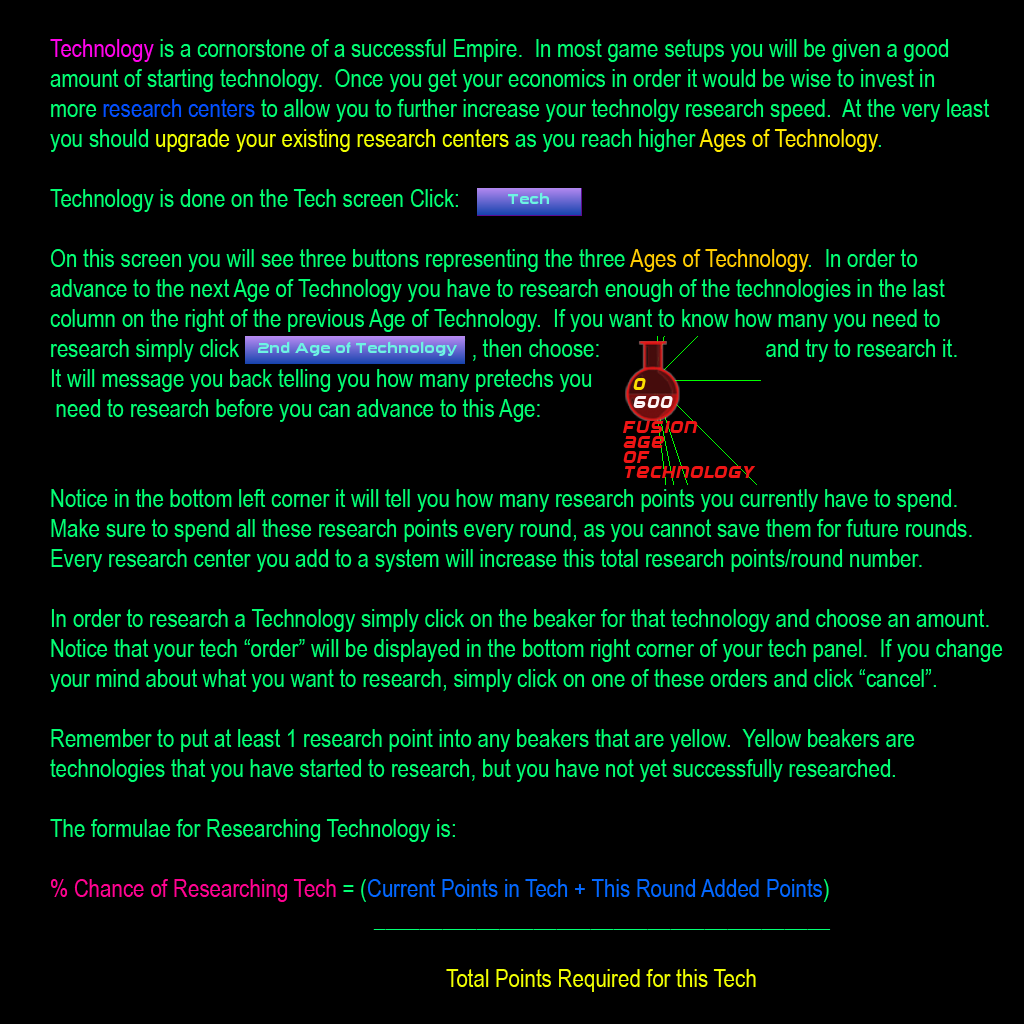 Technology is a cornorstone of a successful Empire.  In most game setups you will be given a good
amount of starting technology.  Once you get your economics in order it would be wise to invest in
more research centers to allow you to further increase your technolgy research speed.  At the very least
you should upgrade your existing research centers as you reach higher Ages of Technology.
Technology is done on the Tech screen Click: Tech
On this screen you will see three buttons representing the three Ages of Technology.  In order to
advance to the next Age of Technology you have to research enough of the technologies in the last
column on the right of the previous Age of Technology.  If you want to know how many you need to
research simply click 2nd Age of Technology , then choose: and try to research it.
It will message you back telling you how many pretechs you
need to research before you can advance to this Age:
0
600
FUSION
AGE
OF
TECHNOLOGY
Notice in the bottom left corner it will tell you how many research points you currently have to spend.
Make sure to spend all these research points every round, as you cannot save them for future rounds.
Every research center you add to a system will increase this total research points/round number.
In order to research a Technology simply click on the beaker for that technology and choose an amount.
Notice that your tech “order” will be displayed in the bottom right corner of your tech panel.  If you change
your mind about what you want to research, simply click on one of these orders and click “cancel”.
Remember to put at least 1 research point into any beakers that are yellow.  Yellow beakers are
technologies that you have started to research, but you have not yet successfully researched.
The formulae for Researching Technology is:
% Chance of Researching Tech = (Current Points in Tech + This Round Added Points)
Total Points Required for this Tech